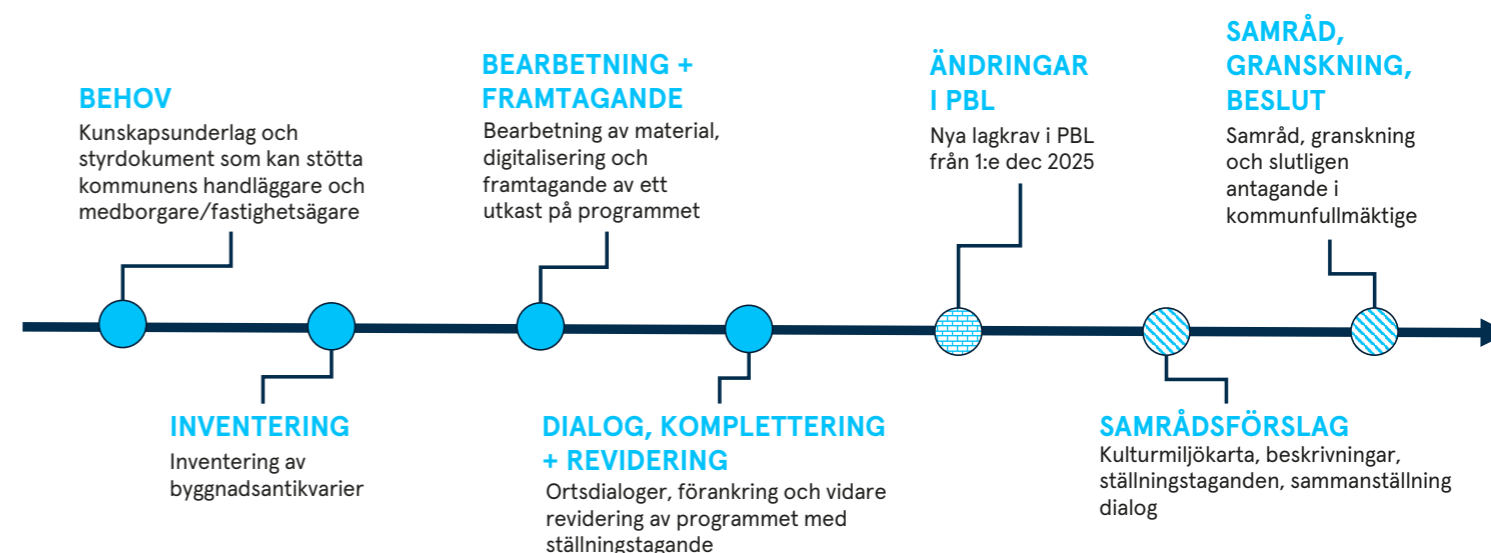 BEHOV
Kunskapsunderlag och
styrdokument som kan stötta
kommunens handläggare och
medborgare/fastighetsägare
INVENTERING
Inventering av
byggnadsantikvarier
BEARBETNING +
FRAMTAGANDE
Bearbetning av material,
digitalisering och
framtagande av ett
utkast på programmet
DIALOG, KOMPLETTERING
+ REVIDERING
Ortsdialoger, förankring och vidare
revidering av programmet med
ställningstagande
ÄNDRINGAR
I PBL
Nya lagkrav i PBL
från 1:e dec 2025
SAMRÅDSFÖRSLAG
Kulturmiljökarta, beskrivningar,
ställningstaganden, sammanställning
dialog
SAMRÅD,
GRANSKNING,
BESLUT
Samråd, granskning
och slutligen
antagande i
kommunfullmäktige